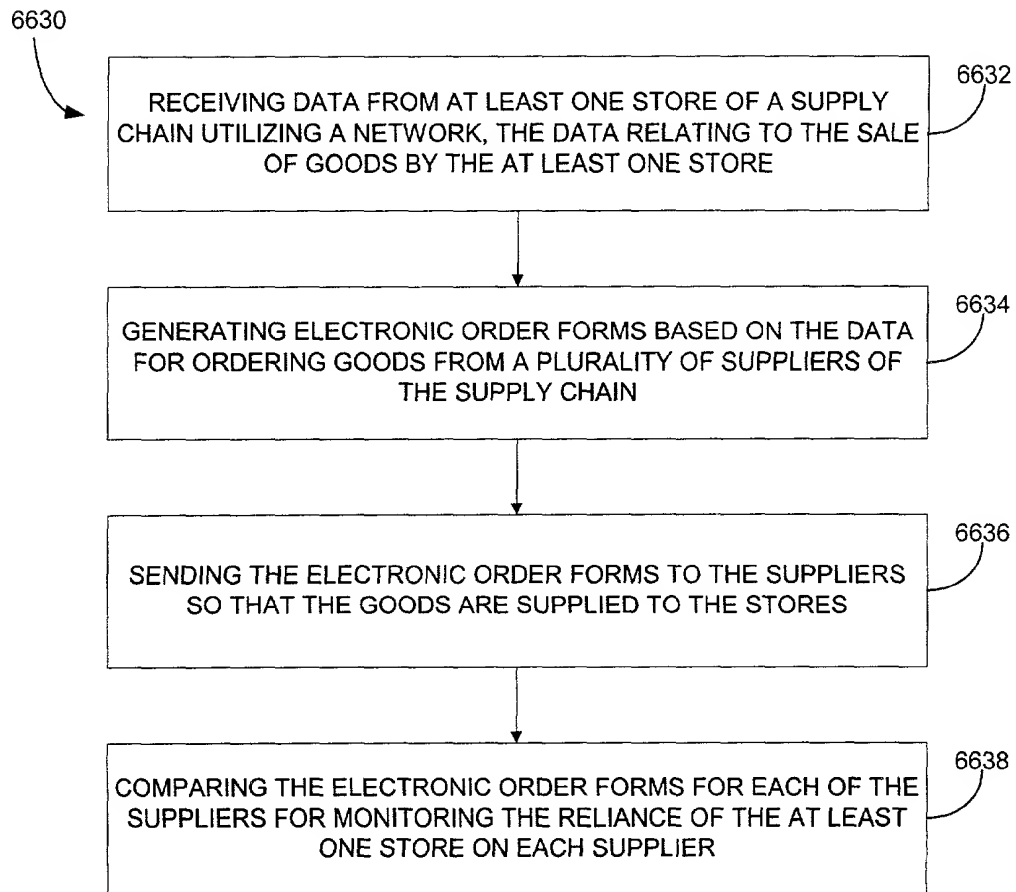 6630
6632
RECEIVING DATA FROM AT LEAST ONE STORE OF A SUPPLY
CHAIN UTILIZING A NETWORK, THE DATA RELATING TO THE SALE
OF GOODS BY THE AT LEAST ONE STORE
6634
GENERATING ELECTRONIC ORDER FORMS BASED ON THE DATA
FOR ORDERING GOODS FROM A PLURALITY OF SUPPLIERS OF
THE SUPPLY CHAIN
6636
SENDING THE ELECTRONIC ORDER FORMS TO THE SUPPLIERS
SO THAT THE GOODS ARE SUPPLIED TO THE STORES
6638
COMPARING THE ELECTRONIC ORDER FORMS FOR EACH OF THE
SUPPLIERS FOR MONITORING THE RELIANCE OF THE AT LEAST
ONE STORE ON EACH SUPPLIER